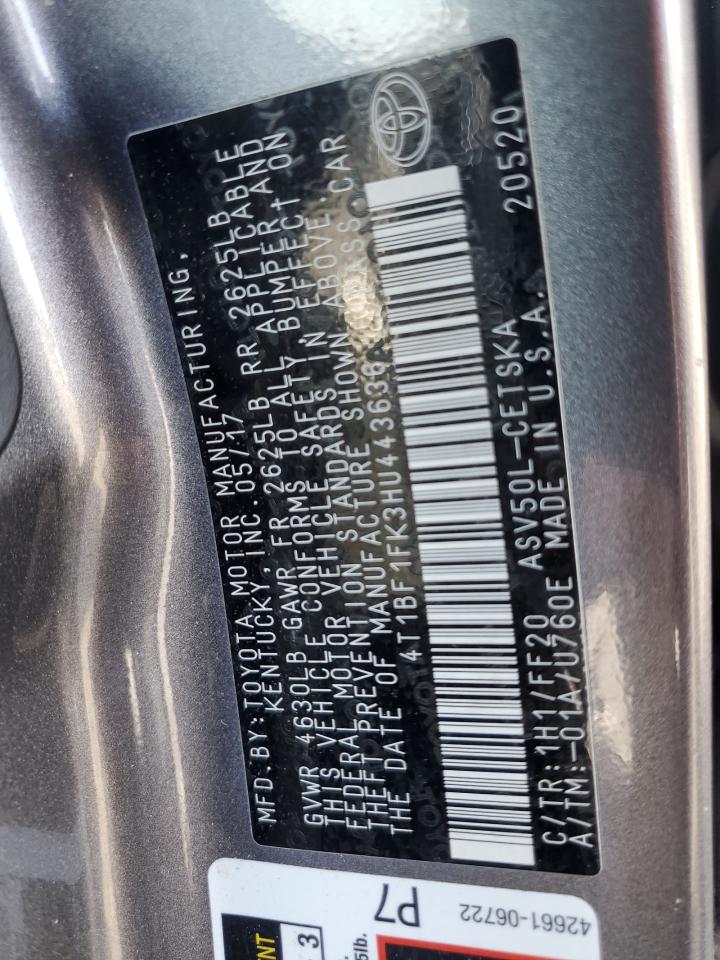 MFD. BY: TOYOTA MOTOR MANUFACTURING,
KENTUCKY, INC. 05/17
GVWR 4630LB GAWR FR 2625LB RR 2625LB
THIS VEHICLE CONFORMS TO ALL APPLICABLE
FEDERAL MOTOR VEHICLE SAFETY, BUMPER, AND
THEFT PREVENTION STANDARDS IN EFFECT ON
THE DATE OF MANUFACTURE SHOWN ABOVE.
4T1BF1FK3HU443636 CAR
C/TR: 1H1/FF20 ASV50L-CETSKA
A/TM: -01A/U760E MADE IN U.S.A. 20520
P7
42661-06722
3